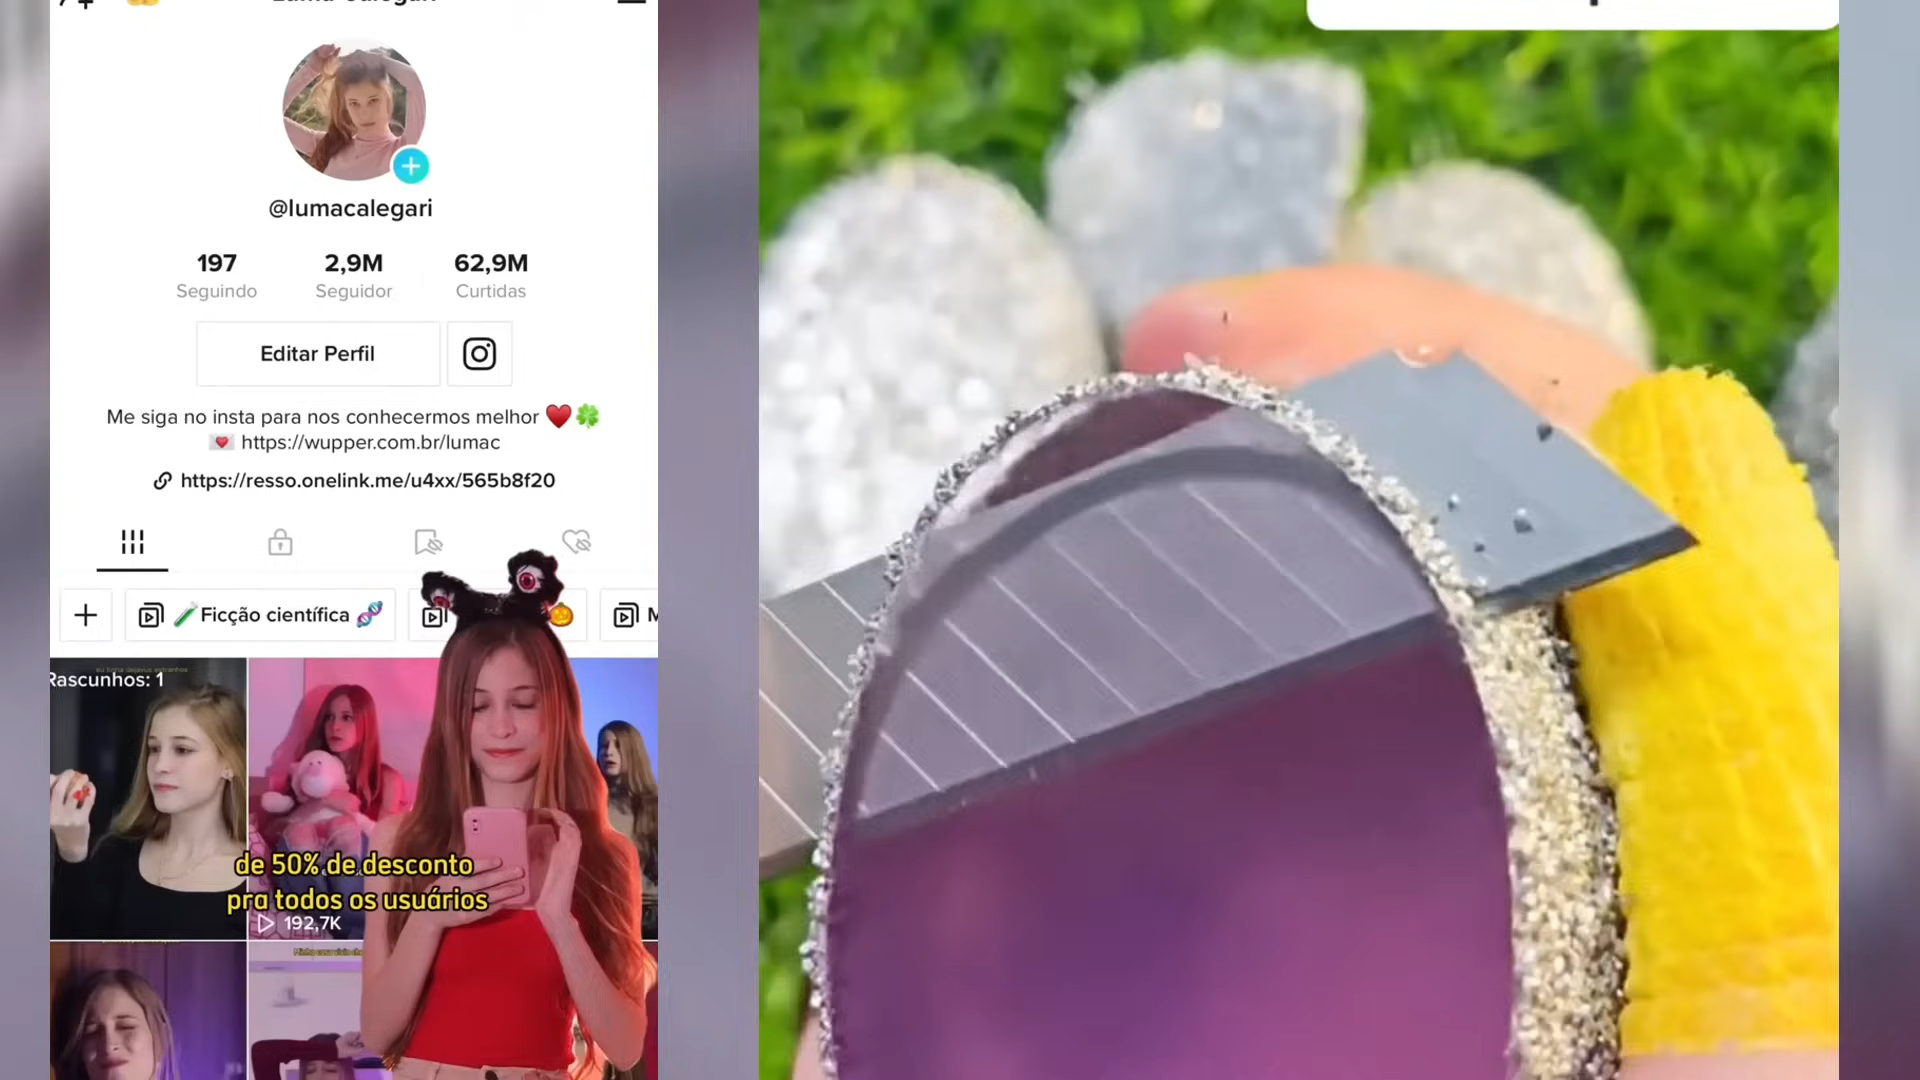 @lumacalegari
197
2,9M
62,9M
Seguindo
Seguidor
Curtidas
Editar Perfil
Me siga no insta para nos conhecermos melhor ❤️🍀
💌 https://wupper.com.br/lumac
https://resso.onelink.me/u4xx/565b8f20
🧪Ficção científica 🧬
🎃
M
Rascunhos: 1
de 50% de desconto
pra todos os usuários
192,7K